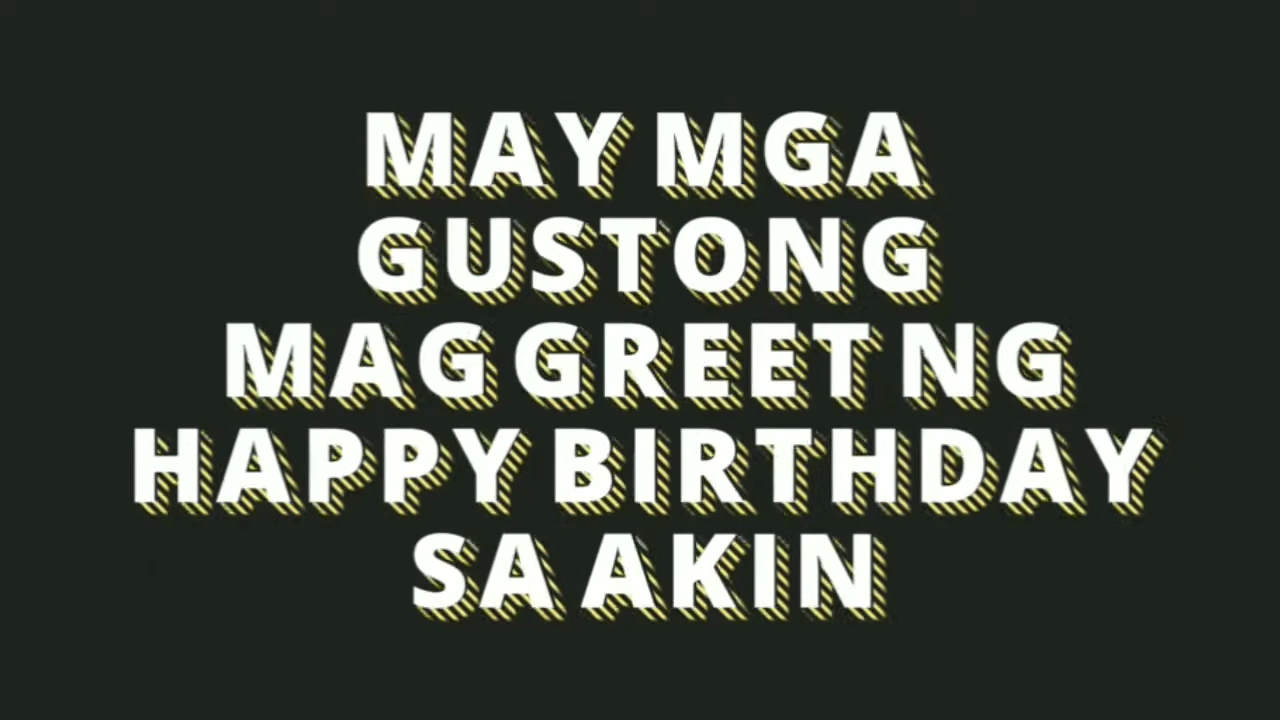 MAY MGA
GUSTONG
MAG GREET NG
HAPPY BIRTHDAY
SA AKIN